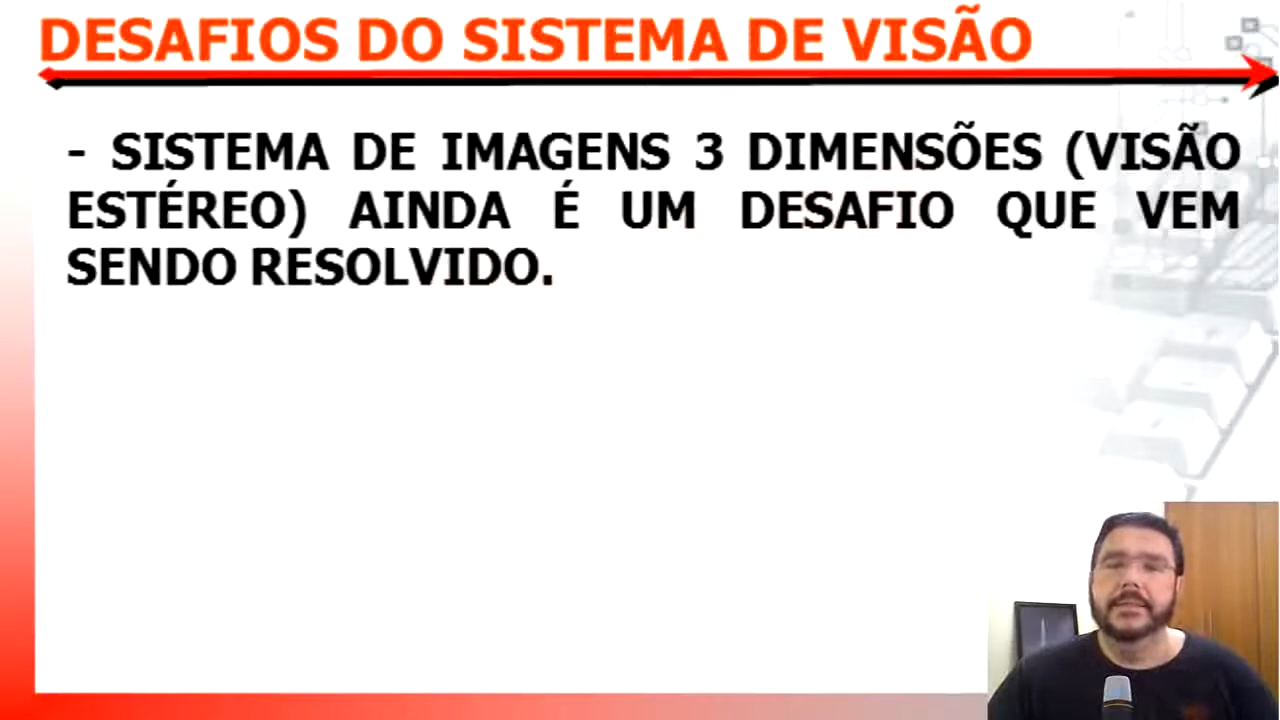 DESAFIOS DO SISTEMA DE VISÃO
- SISTEMA DE IMAGENS 3 DIMENSÕES (VISÃO
ESTÉREO) AINDA É UM DESAFIO QUE VEM
SENDO RESOLVIDO.